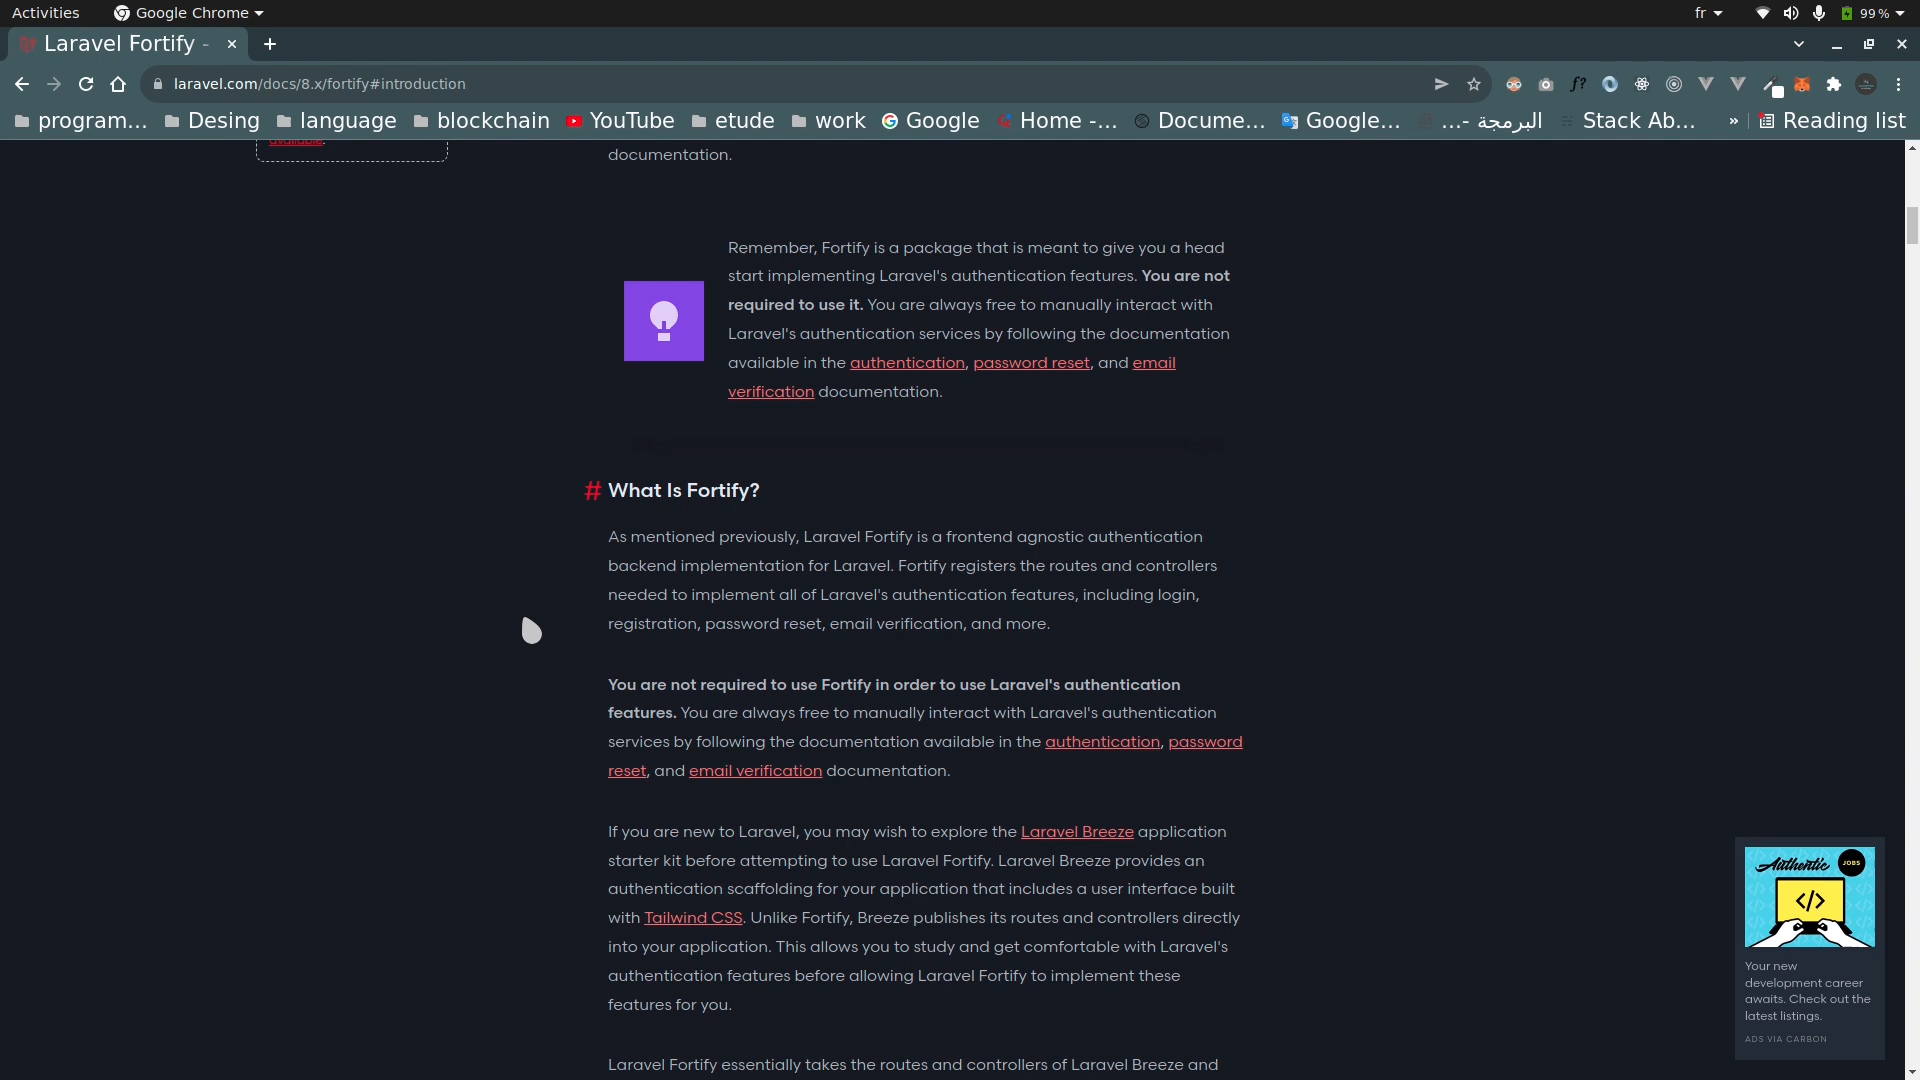 Activities
Google Chrome
fr
99 %
Laravel Fortify -
laravel.com/docs/8.x/fortify#introduction
f?
program...
Desing
language
blockchain
YouTube
etude
work
Google
Home -...
Docume...
Google...
البرمجة -...
Stack Ab...
»
Reading list
available.
documentation.
Remember, Fortify is a package that is meant to give you a head
start implementing Laravel's authentication features. You are not
required to use it. You are always free to manually interact with
Laravel's authentication services by following the documentation
available in the authentication, password reset, and email
verification documentation.
# What Is Fortify?
As mentioned previously, Laravel Fortify is a frontend agnostic authentication
backend implementation for Laravel. Fortify registers the routes and controllers
needed to implement all of Laravel's authentication features, including login,
registration, password reset, email verification, and more.
You are not required to use Fortify in order to use Laravel's authentication
features. You are always free to manually interact with Laravel's authentication
services by following the documentation available in the authentication, password
reset, and email verification documentation.
If you are new to Laravel, you may wish to explore the Laravel Breeze application
starter kit before attempting to use Laravel Fortify. Laravel Breeze provides an
authentication scaffolding for your application that includes a user interface built
with Tailwind CSS. Unlike Fortify, Breeze publishes its routes and controllers directly
into your application. This allows you to study and get comfortable with Laravel's
authentication features before allowing Laravel Fortify to implement these
features for you.
Laravel Fortify essentially takes the routes and controllers of Laravel Breeze and
Authentic JOBS
</>
Your new
development career
awaits. Check out the
latest listings.
ADS VIA CARBON